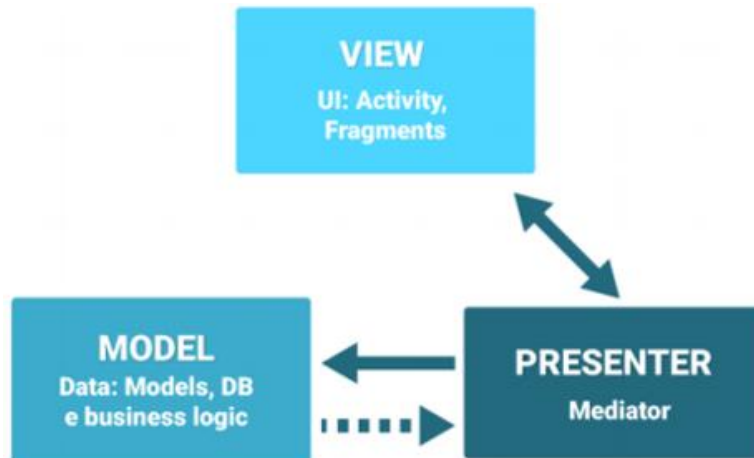 VIEW
UI: Activity,
Fragments
MODEL
Data: Models, DB
e business logic
PRESENTER
Mediator